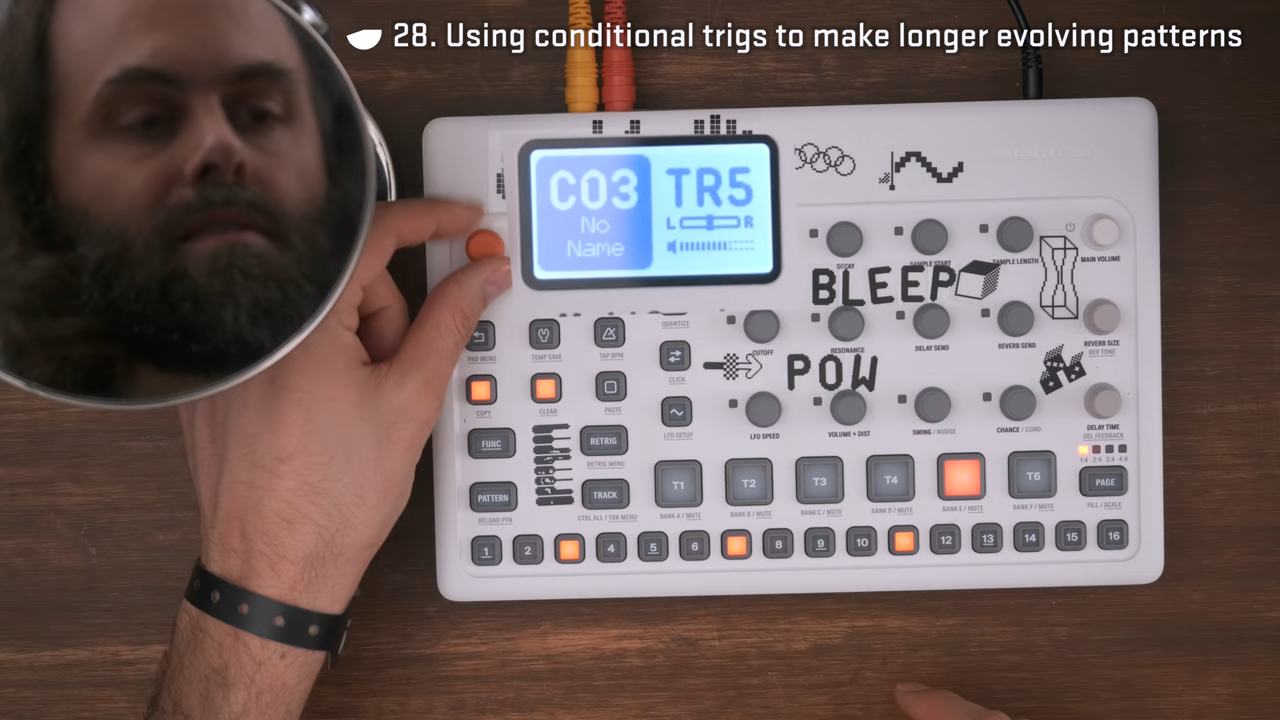 28. Using conditional trigs to make longer evolving patterns
C03 TR5
No
Name
L R
DECAY SAMPLE START SAMPLE LENGTH MAIN VOLUME
BLEEP
QUANTIZE
PAD MENU TEMP SAVE TAP BPM
CUTOFF RESONANCE DELAY SEND REVERB SEND REVERB SIZE
REV TONE
CLICK
POW
COPY CLEAR PASTE
LFO SETUP LFO SPEED VOLUME + DIST SWING / NUDGE CHANCE / COND. DELAY TIME
DEL FEEDBACK
FUNC RETRIG
1:4 2:4 3:4 4:4
RETRIG MENU
T1 T2 T3 T4 T6 PAGE
PATTERN TRACK
RELOAD PTN CTRL ALL / TRK MENU BANK A / MUTE BANK B / MUTE BANK C / MUTE BANK D / MUTE BANK E / MUTE BANK F / MUTE FILL / SCALE
1 2 4 5 6 8 9 10 12 13 14 15 16